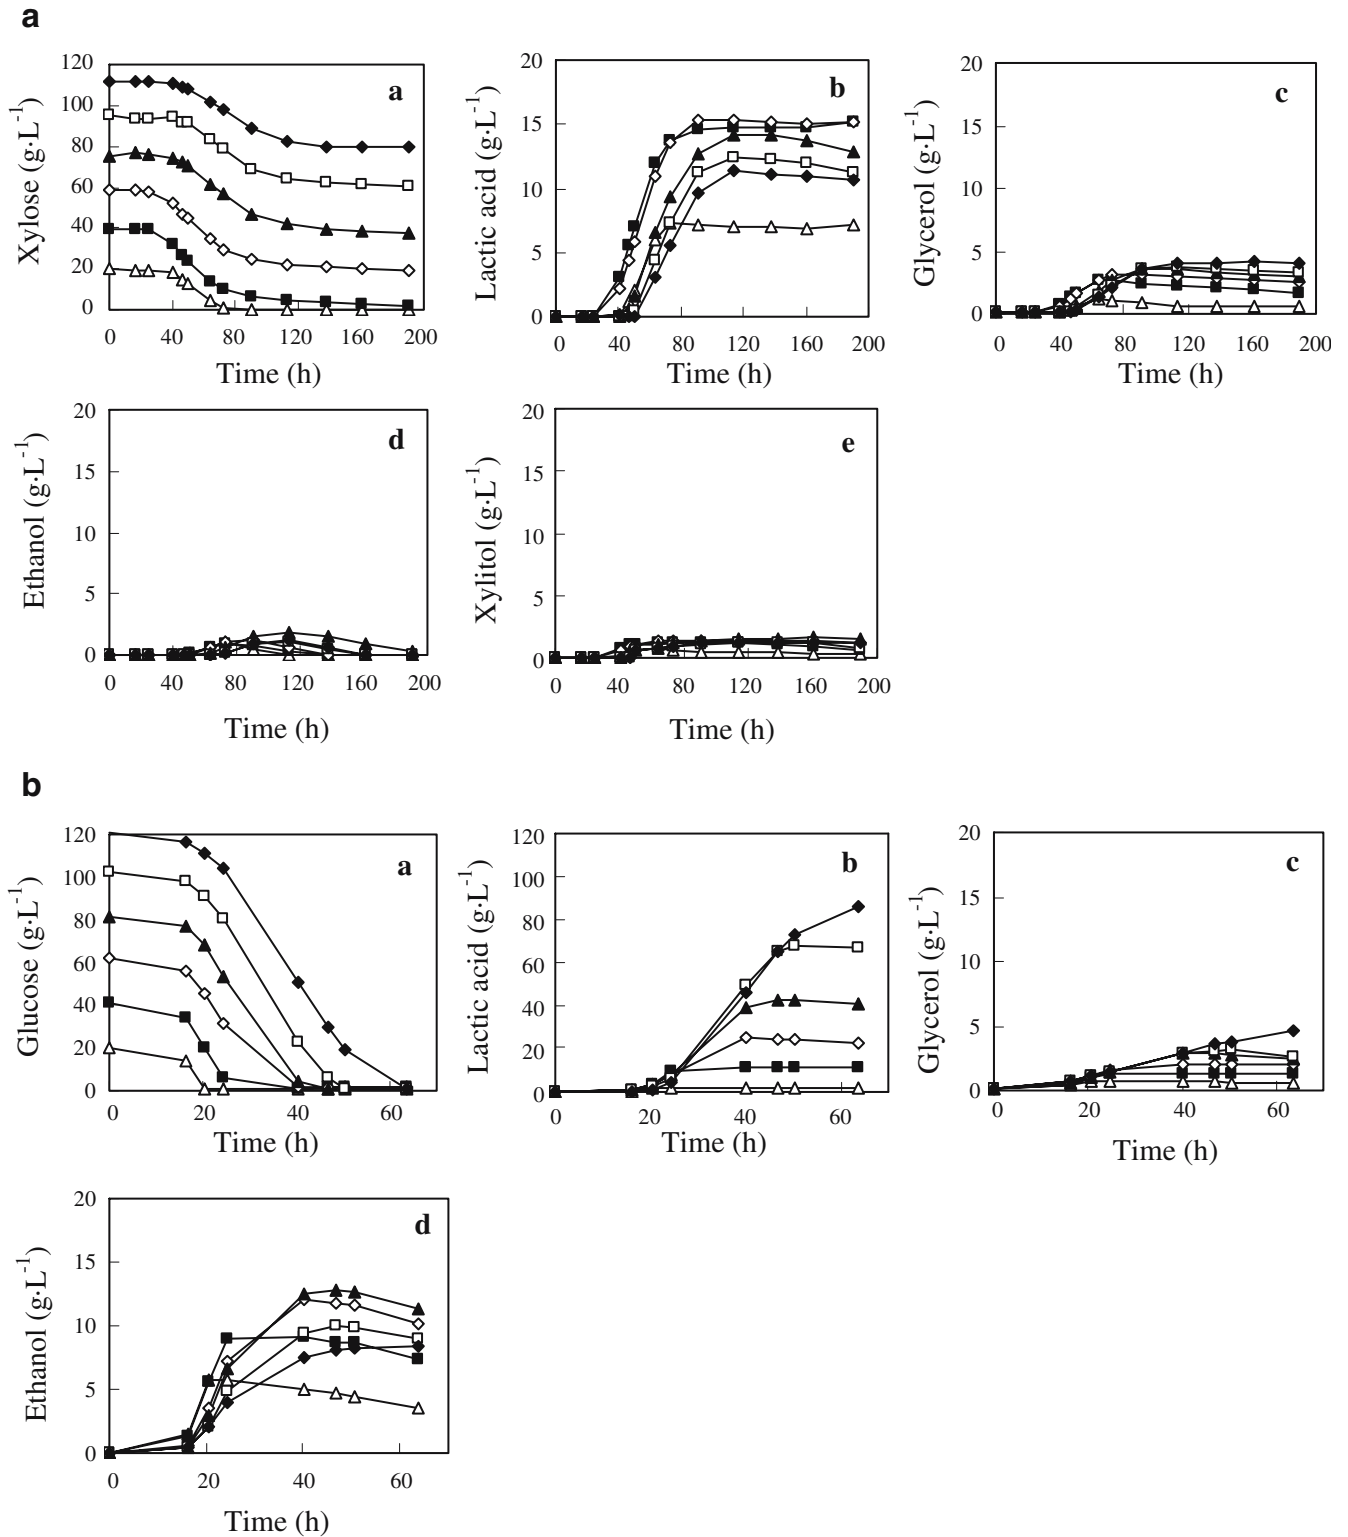 a
120
100
80
60
40
20
0
Xylose (g·L⁻¹)
a
0 40 80 120 160 200
Time (h)
20
15
10
5
0
Lactic acid (g·L⁻¹)
b
0 40 80 120 160 200
Time (h)
20
15
10
5
0
Glycerol (g·L⁻¹)
c
0 40 80 120 160 200
Time (h)
20
15
10
5
0
Ethanol (g·L⁻¹)
d
0 40 80 120 160 200
Time (h)
20
15
10
5
0
Xylitol (g·L⁻¹)
e
0 40 80 120 160 200
Time (h)
b
120
100
80
60
40
20
0
Glucose (g·L⁻¹)
a
0 20 40 60
Time (h)
120
100
80
60
40
20
0
Lactic acid (g·L⁻¹)
b
0 20 40 60
Time (h)
20
15
10
5
0
Glycerol (g·L⁻¹)
c
0 20 40 60
Time (h)
20
15
10
5
0
Ethanol (g·L⁻¹)
d
0 20 40 60
Time (h)